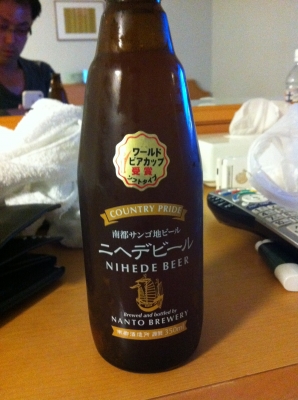 ワールド
ビアカップ
受賞
COUNTRY PRIDE
南都サンゴ地ビール
ニヘデビール
NIHEDE BEER
Brewed and bottled by
NANTO BREWERY
350ml